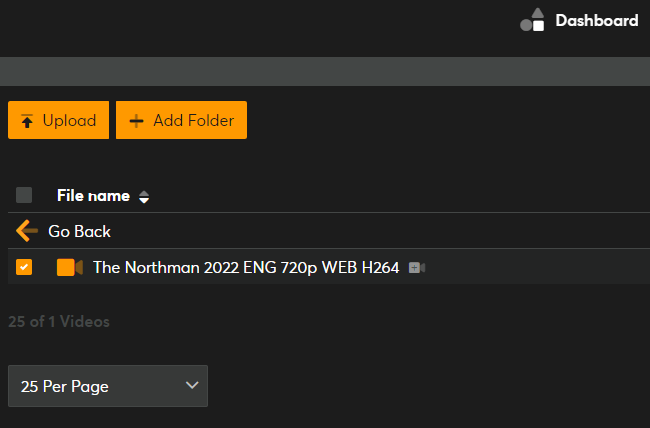 Dashboard
Upload
Add Folder
File name
Go Back
The Northman 2022 ENG 720p WEB H264
25 of 1 Videos
25 Per Page